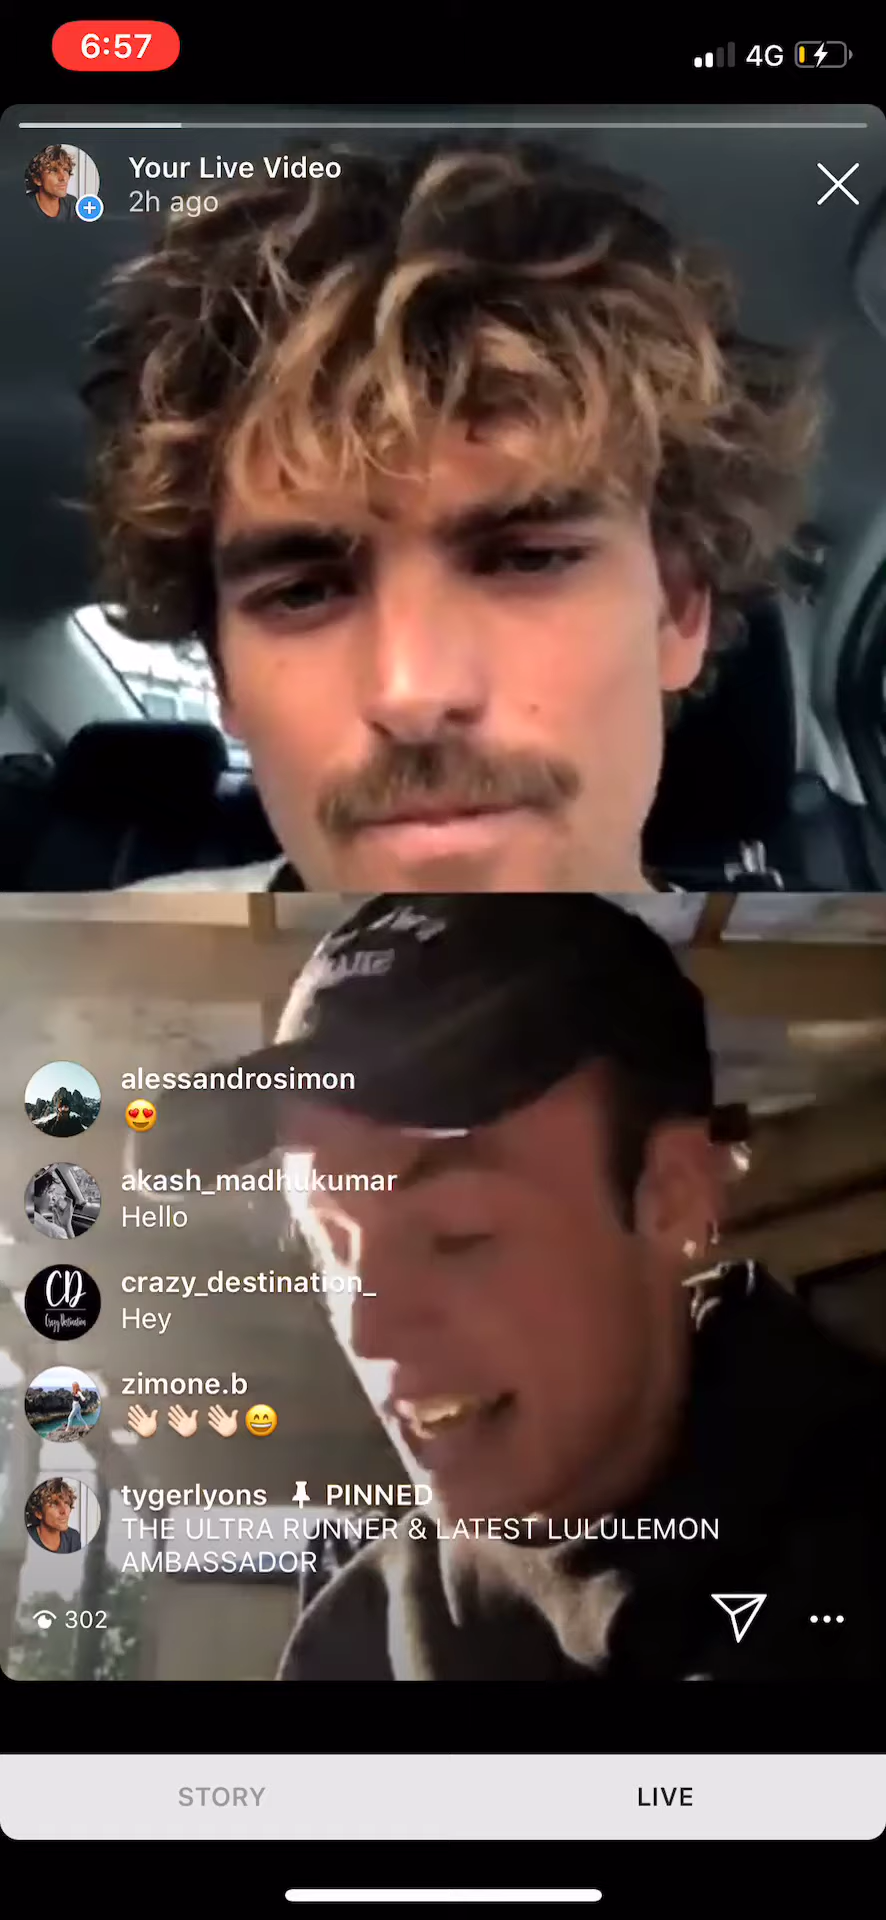 6:57
4G
Your Live Video
2h ago
alessandrosimon
😍
akash_madhukumar
Hello
crazy_destination_
CD
Hey
zimone.b
👋🏻👋🏻👋🏻😄
tygerlyons PINNED
THE ULTRA RUNNER & LATEST LULULEMON
AMBASSADOR
302
STORY
LIVE